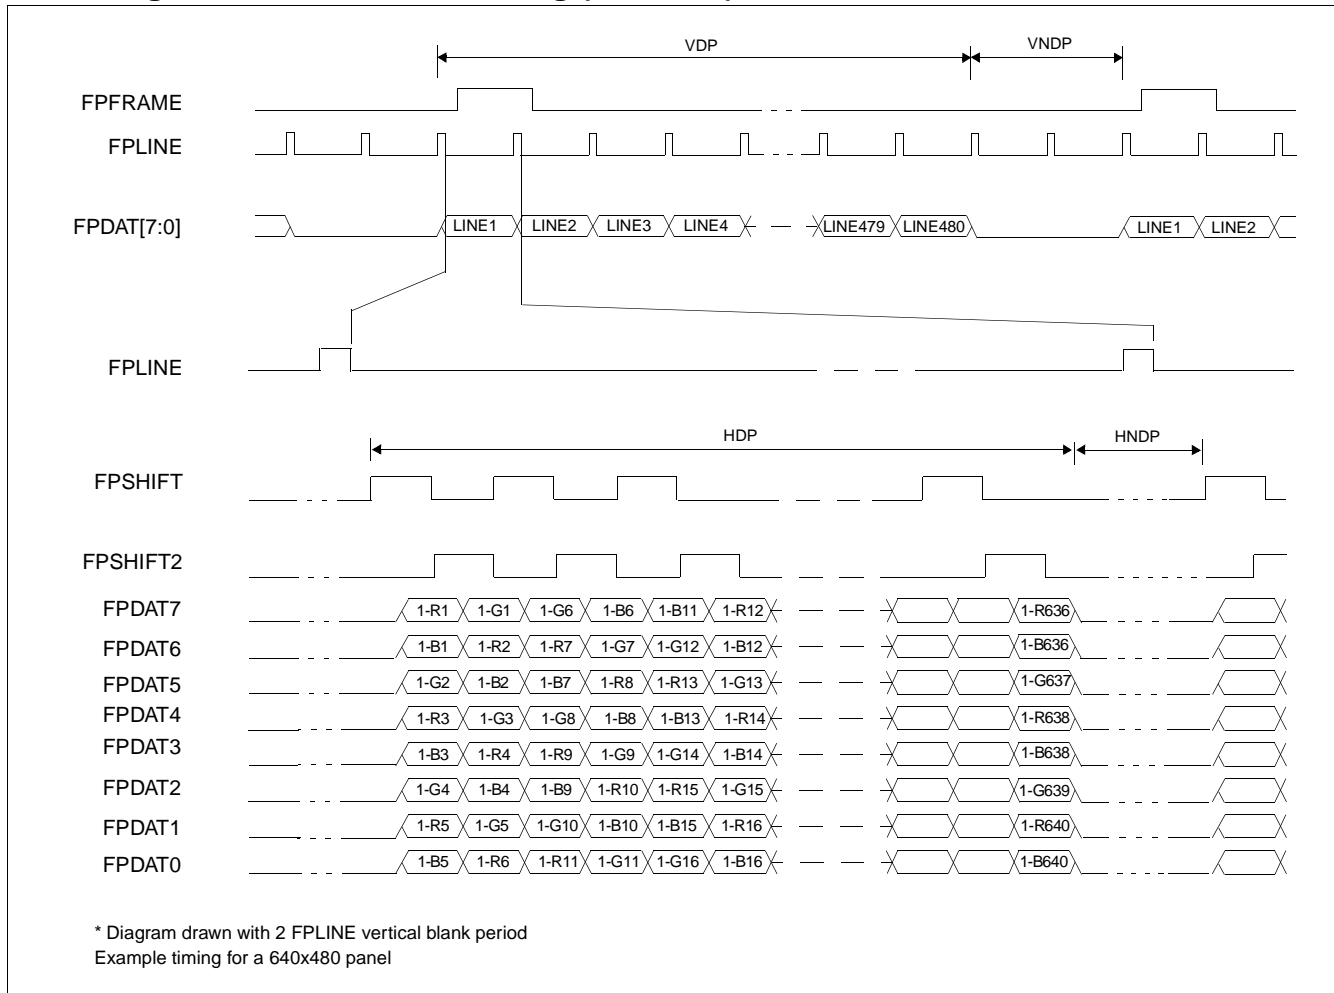 VDP VNDP
FPFRAME
FPLINE
FPDAT[7:0] LINE1 LINE2 LINE3 LINE4 LINE479 LINE480 LINE1 LINE2
FPLINE
HDP HNDP
FPSHIFT
FPSHIFT2
FPDAT7 1-R1 1-G1 1-G6 1-B6 1-B11 1-R12 1-R636
FPDAT6 1-B1 1-R2 1-R7 1-G7 1-G12 1-B12 1-B636
FPDAT5 1-G2 1-B2 1-B7 1-R8 1-R13 1-G13 1-G637
FPDAT4 1-R3 1-G3 1-G8 1-B8 1-B13 1-R14 1-R638
FPDAT3 1-B3 1-R4 1-R9 1-G9 1-G14 1-B14 1-B638
FPDAT2 1-G4 1-B4 1-B9 1-R10 1-R15 1-G15 1-G639
FPDAT1 1-R5 1-G5 1-G10 1-B10 1-B15 1-R16 1-R640
FPDAT0 1-B5 1-R6 1-R11 1-G11 1-G16 1-B16 1-B640
* Diagram drawn with 2 FPLINE vertical blank period
Example timing for a 640x480 panel